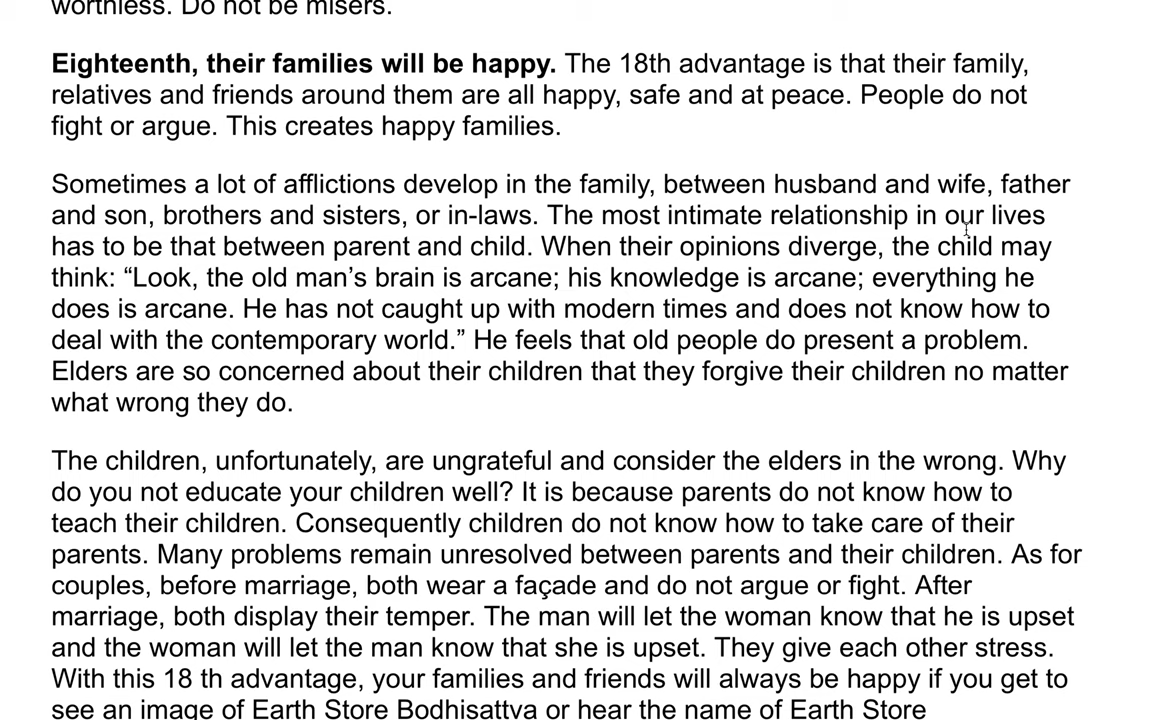 worthless. Do not be misers.
Eighteenth, their families will be happy. The 18th advantage is that their family,
relatives and friends around them are all happy, safe and at peace. People do not
fight or argue. This creates happy families.
Sometimes a lot of afflictions develop in the family, between husband and wife, father
and son, brothers and sisters, or in-laws. The most intimate relationship in our lives
has to be that between parent and child. When their opinions diverge, the child may
think: “Look, the old man’s brain is arcane; his knowledge is arcane; everything he
does is arcane. He has not caught up with modern times and does not know how to
deal with the contemporary world.” He feels that old people do present a problem.
Elders are so concerned about their children that they forgive their children no matter
what wrong they do.
The children, unfortunately, are ungrateful and consider the elders in the wrong. Why
do you not educate your children well? It is because parents do not know how to
teach their children. Consequently children do not know how to take care of their
parents. Many problems remain unresolved between parents and their children. As for
couples, before marriage, both wear a façade and do not argue or fight. After
marriage, both display their temper. The man will let the woman know that he is upset
and the woman will let the man know that she is upset. They give each other stress.
With this 18 th advantage, your families and friends will always be happy if you get to
see an image of Earth Store Bodhisattva or hear the name of Earth Store